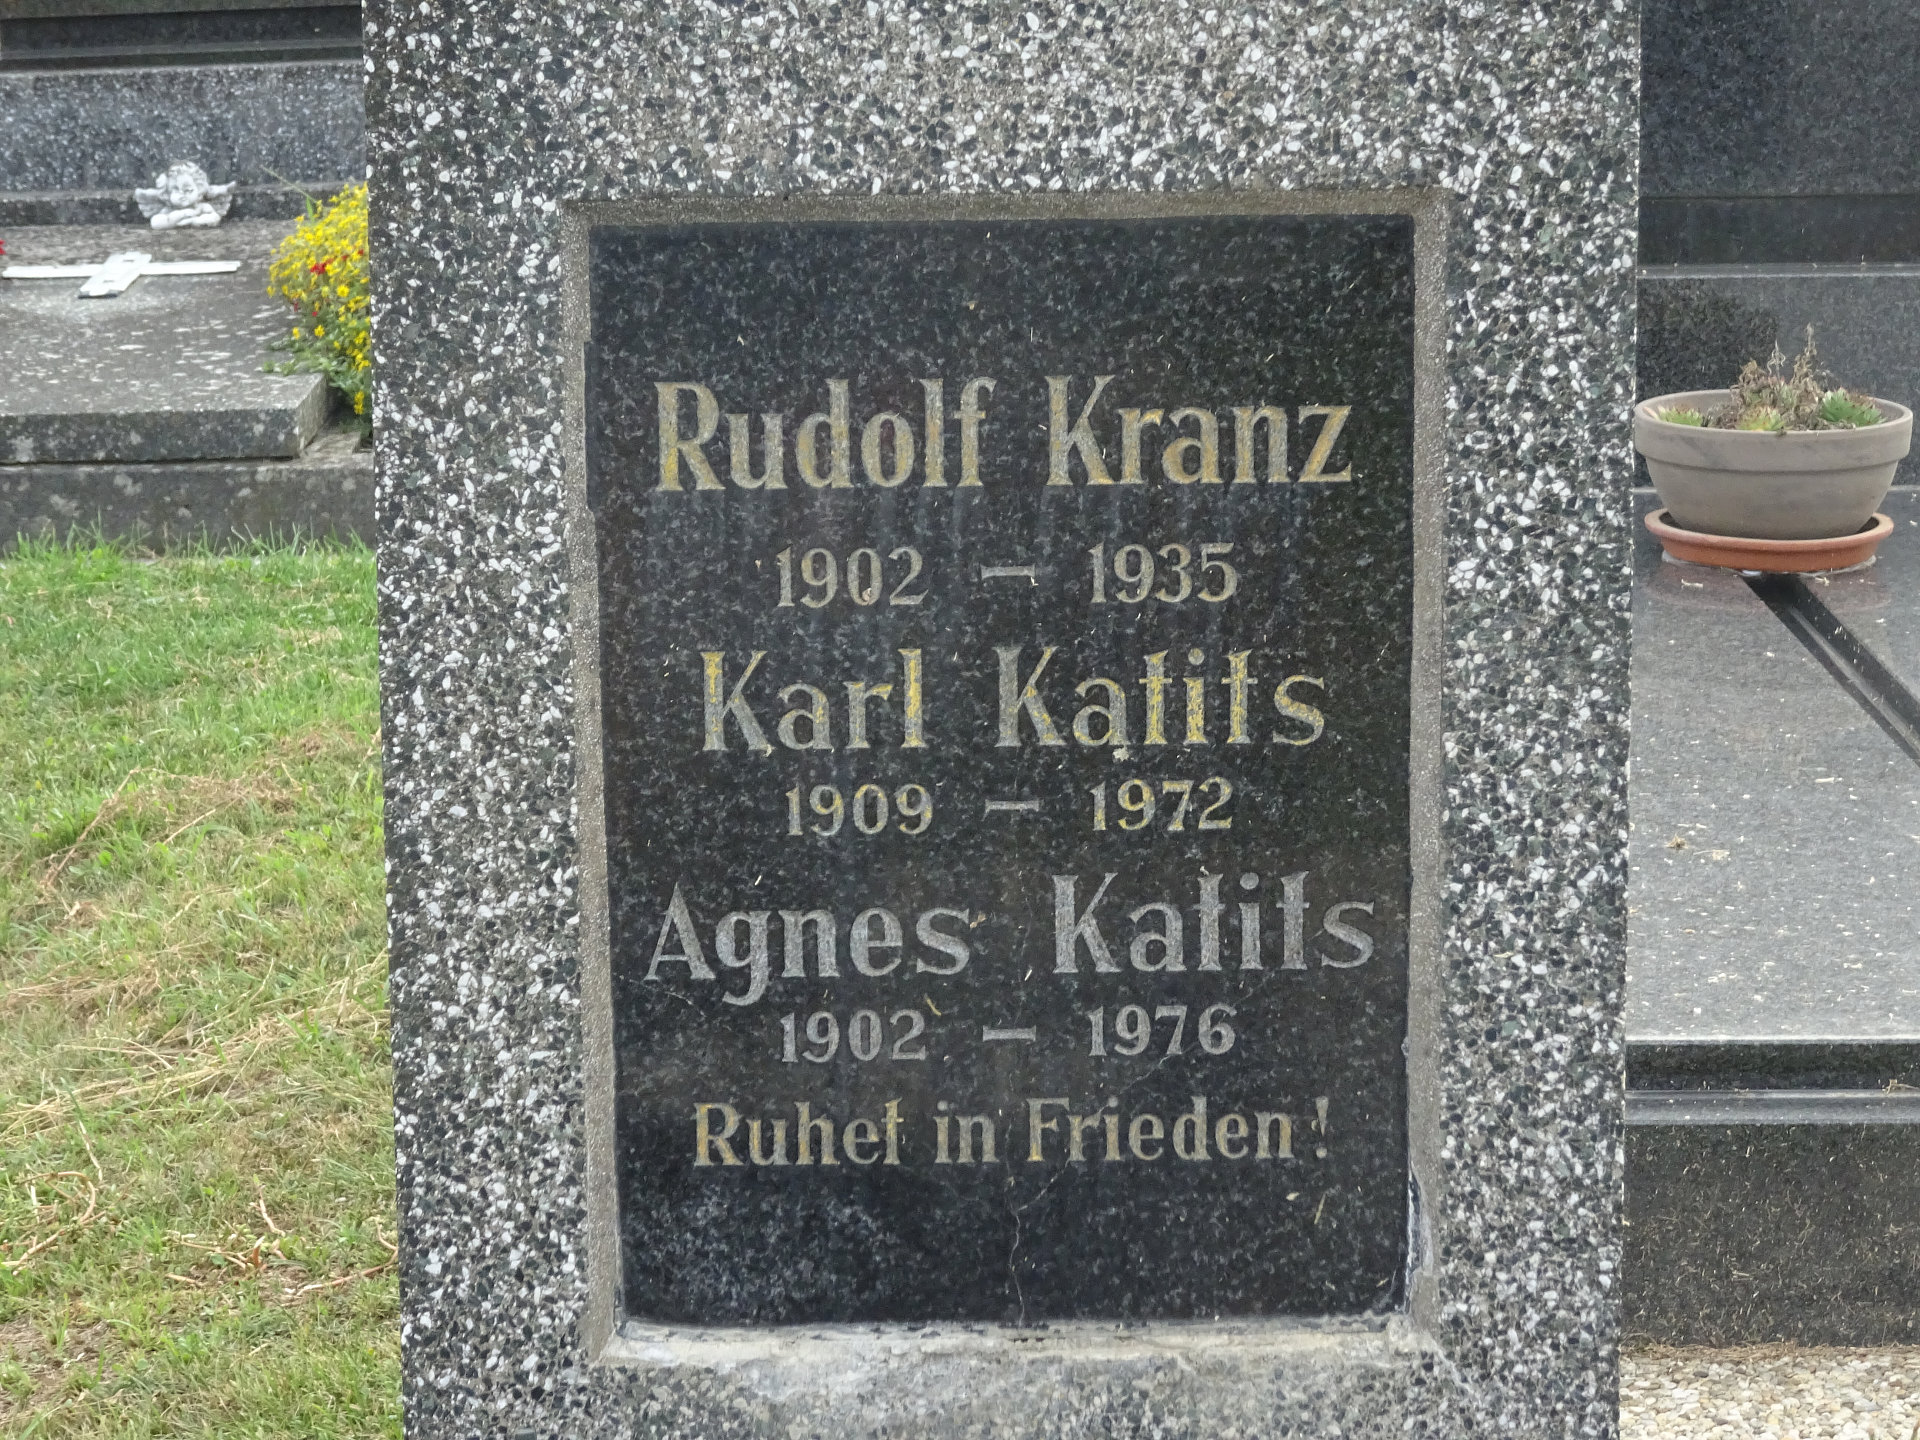 Rudolf Kranz
1902 – 1935
Karl Katits
1909 – 1972
Agnes Katits
1902 – 1976
Ruhet in Frieden!